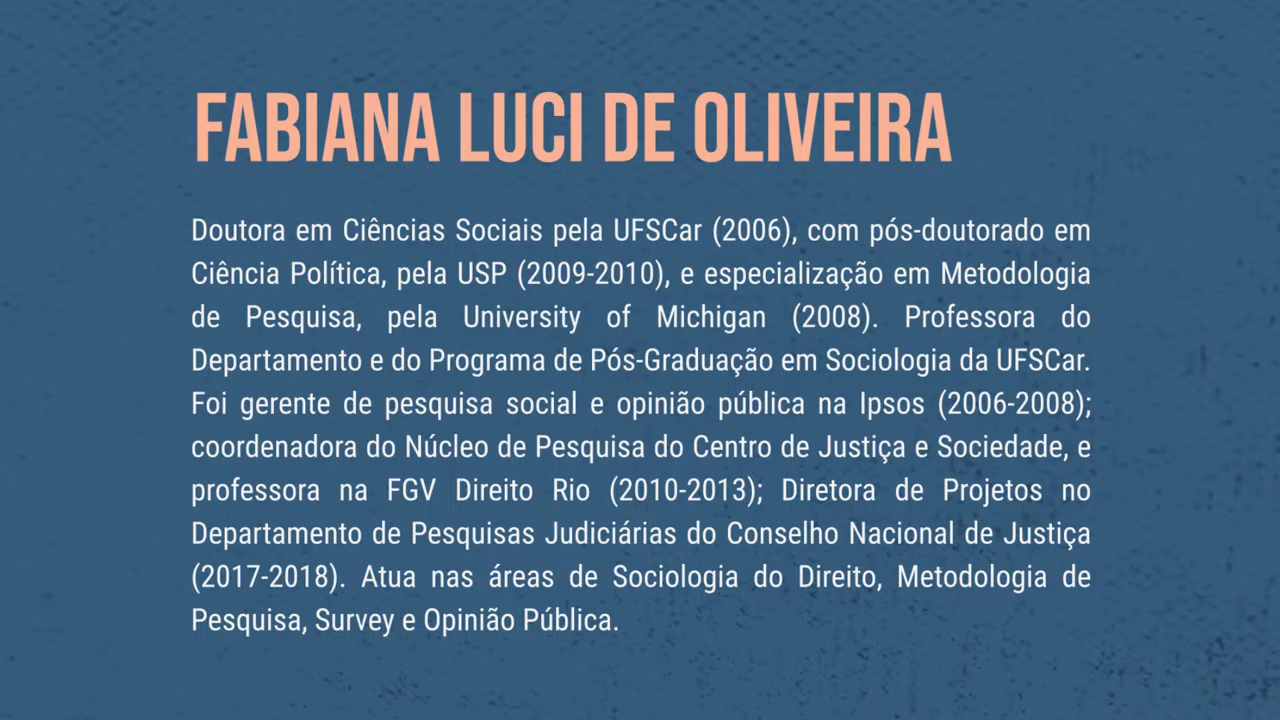 FABIANA LUCI DE OLIVEIRA
Doutora em Ciências Sociais pela UFSCar (2006), com pós-doutorado em
Ciência Política, pela USP (2009-2010), e especialização em Metodologia
de Pesquisa, pela University of Michigan (2008). Professora do
Departamento e do Programa de Pós-Graduação em Sociologia da UFSCar.
Foi gerente de pesquisa social e opinião pública na Ipsos (2006-2008);
coordenadora do Núcleo de Pesquisa do Centro de Justiça e Sociedade, e
professora na FGV Direito Rio (2010-2013); Diretora de Projetos no
Departamento de Pesquisas Judiciárias do Conselho Nacional de Justiça
(2017-2018). Atua nas áreas de Sociologia do Direito, Metodologia de
Pesquisa, Survey e Opinião Pública.